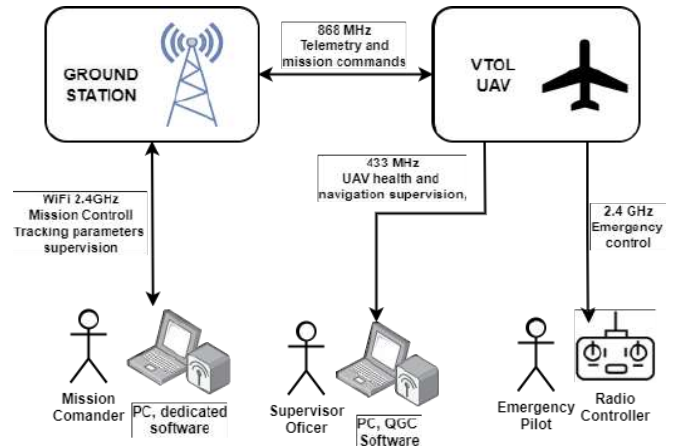 868 MHz
Telemetry and
mission commands
GROUND
STATION
VTOL
UAV
433 MHz
UAV health and
navigation supervision,
WiFi 2.4GHz
Mission Controll
Tracking parameters
supervision
2.4 GHz
Emergency
control
Mission
Comander
PC, dedicated
software
Supervisor
Oficer
PC, QGC
Software
Emergency
Pilot
Radio
Controller